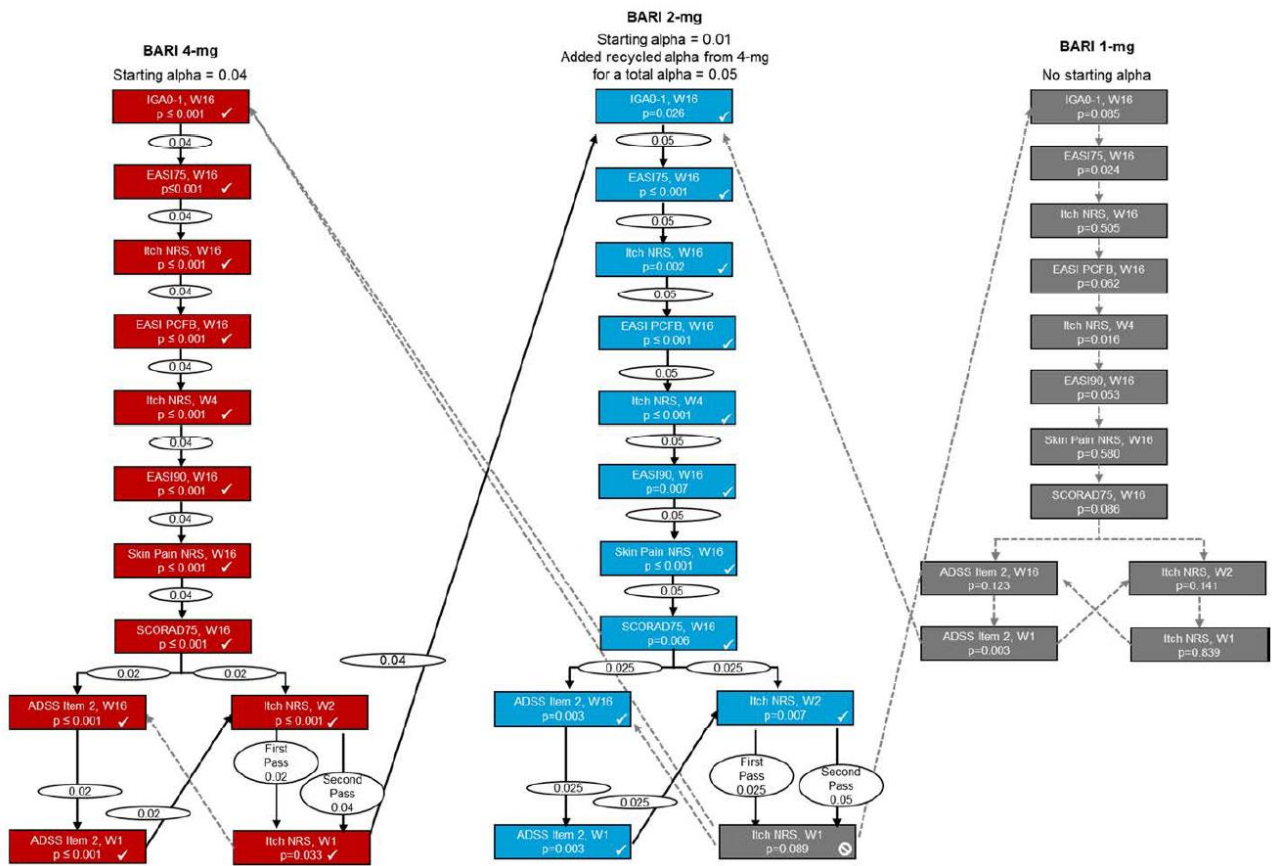 BARI 4-mg
Starting alpha = 0.04
IGA0-1, W16
p ≤ 0.001 ✓
0.04
EASI75, W16
p≤0.001 ✓
0.04
Itch NRS, W16
p ≤ 0.001 ✓
0.04
EASI PCFB, W16
p ≤ 0.001 ✓
0.04
Itch NRS, W4
p ≤ 0.001 ✓
0.04
EASI90, W16
p ≤ 0.001 ✓
0.04
Skin Pain NRS, W16
p ≤ 0.001 ✓
0.04
SCORAD75, W16
p ≤ 0.001 ✓
0.02
0.02
ADSS Item 2, W16
p ≤ 0.001 ✓
Itch NRS, W2
p ≤ 0.001 ✓
0.02
0.02
First
Pass
0.02
Second
Pass
0.04
ADSS Item 2, W1
p ≤ 0.001 ✓
Itch NRS, W1
p=0.033 ✓
0.04
BARI 2-mg
Starting alpha = 0.01
Added recycled alpha from 4-mg
for a total alpha = 0.05
IGA0-1, W16
p=0.026 ✓
0.05
EASI75, W16
p ≤ 0.001 ✓
0.05
Itch NRS, W16
p=0.002 ✓
0.05
EASI PCFB, W16
p ≤ 0.001 ✓
0.05
Itch NRS, W4
p ≤ 0.001 ✓
0.05
EASI90, W16
p=0.007 ✓
0.05
Skin Pain NRS, W16
p ≤ 0.001 ✓
0.05
SCORAD75, W16
p=0.006 ✓
0.025
0.025
ADSS Item 2, W16
p=0.003 ✓
Itch NRS, W2
p=0.007 ✓
0.025
0.025
First
Pass
0.025
Second
Pass
0.05
ADSS Item 2, W1
p=0.003 ✓
Itch NRS, W1
p=0.089
BARI 1-mg
No starting alpha
IGA0-1, W16
p=0.085
EASI75, W16
p=0.024
Itch NRS, W16
p=0.505
EASI PCFB, W16
p=0.062
Itch NRS, W4
p=0.016
EASI90, W16
p=0.053
Skin Pain NRS, W16
p=0.580
SCORAD75, W16
p=0.086
ADSS Item 2, W16
p=0.123
Itch NRS, W2
p=0.141
ADSS Item 2, W1
p=0.003
Itch NRS, W1
p=0.839